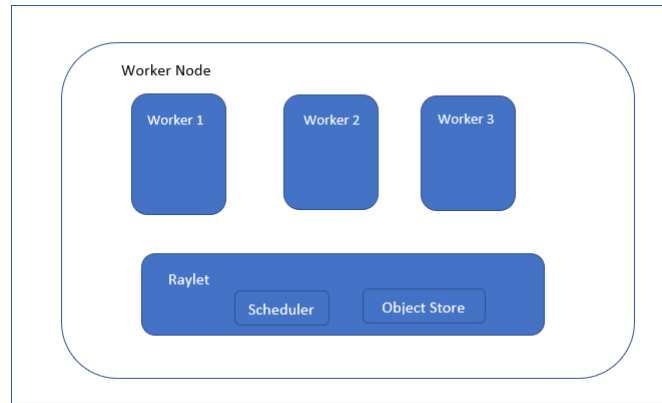 Worker Node
Worker 1
Worker 2
Worker 3
Raylet
Scheduler
Object Store